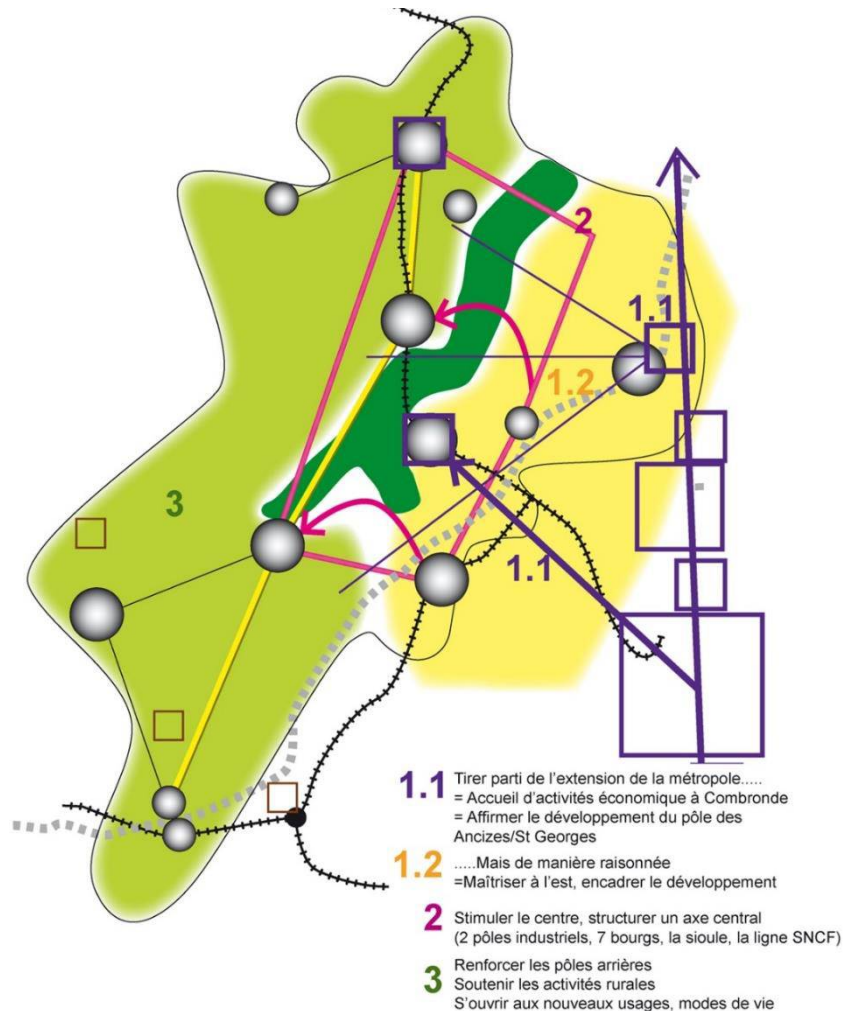 2
1.1
1.2
3
1.1
1.1 Tirer parti de l'extension de la métropole.....
= Accueil d'activités économique à Combronde
= Affirmer le développement du pôle des
Ancizes/St Georges
1.2 .....Mais de manière raisonnée
=Maîtriser à l'est, encadrer le développement
2 Stimuler le centre, structurer un axe central
(2 pôles industriels, 7 bourgs, la sioule, la ligne SNCF)
3 Renforcer les pôles arrières
Soutenir les activités rurales
S'ouvrir aux nouveaux usages, modes de vie